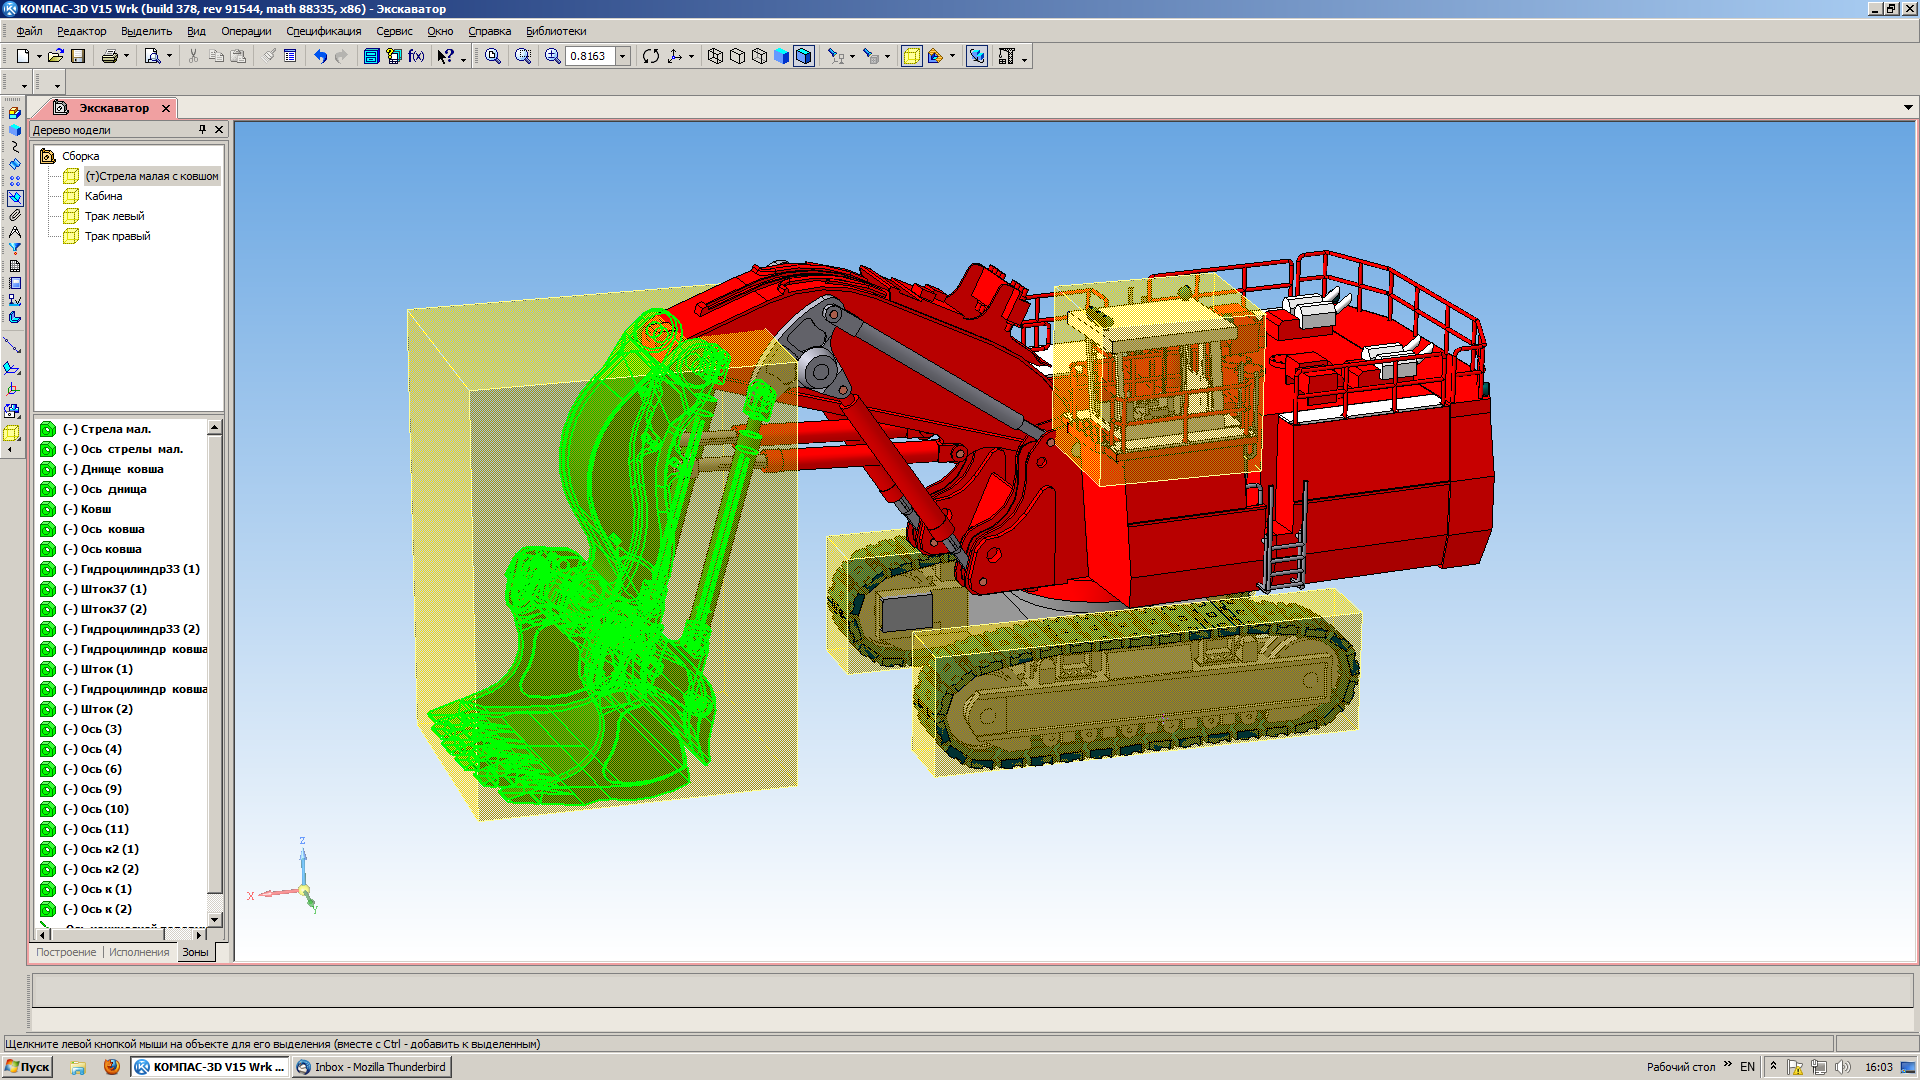 КОМПАС-3D V15 Wrk (build 378, rev 91544, math 88335, x86) - Экскаватор
Файл Редактор Выделить Вид Операции Спецификация Сервис Окно Справка Библиотеки
0.8163
f(x)
Экскаватор
Дерево модели
Сборка
(т)Стрела малая с ковшом
Кабина
Трак левый
Трак правый
(-) Стрела мал.
(-) Ось стрелы мал.
(-) Днище ковша
(-) Ось днища
(-) Ковш
(-) Ось ковша
(-) Ось ковша
(-) Гидроцилиндр33 (1)
(-) Шток37 (1)
(-) Шток37 (2)
(-) Гидроцилиндр33 (2)
(-) Гидроцилиндр ковша
(-) Шток (1)
(-) Гидроцилиндр ковша
(-) Шток (2)
(-) Ось (3)
(-) Ось (4)
(-) Ось (6)
(-) Ось (9)
(-) Ось (10)
(-) Ось (11)
(-) Ось к2 (1)
(-) Ось к2 (2)
(-) Ось к (1)
(-) Ось к (2)
Построение Исполнения Зоны
Z
X
Y
Щелкните левой кнопкой мыши на объекте для его выделения (вместе с Ctrl - добавить к выделенным)
Пуск КОМПАС-3D V15 Wrk ... Inbox - Mozilla Thunderbird Рабочий стол EN 16:03